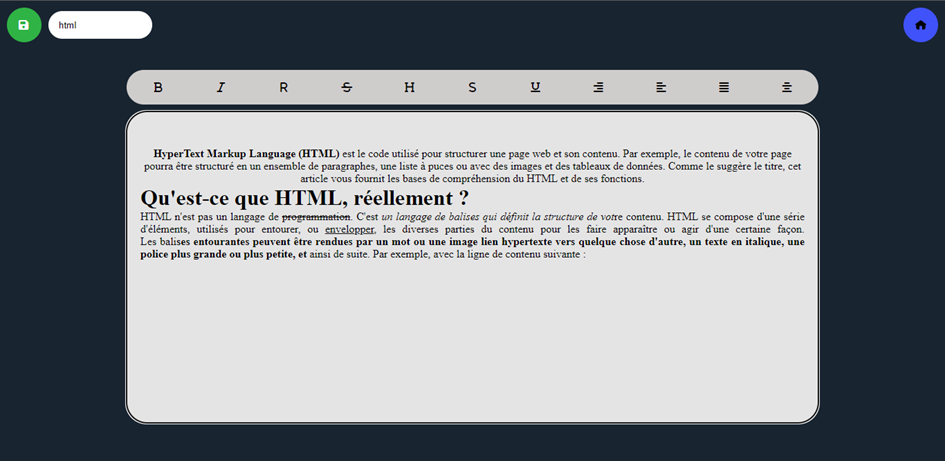 html
B I R S H S U
HyperText Markup Language (HTML) est le code utilisé pour structurer une page web et son contenu. Par exemple, le contenu de votre page
pourra être structuré en un ensemble de paragraphes, une liste à puces ou avec des images et des tableaux de données. Comme le suggère le titre, cet
article vous fournit les bases de compréhension du HTML et de ses fonctions.
Qu'est-ce que HTML, réellement ?
HTML n'est pas un langage de programmation. C'est un langage de balises qui définit la structure de votre contenu. HTML se compose d'une série
d'éléments, utilisés pour entourer, ou envelopper, les diverses parties du contenu pour les faire apparaître ou agir d'une certaine façon.
Les balises entourantes peuvent être rendues par un mot ou une image lien hypertexte vers quelque chose d'autre, un texte en italique, une
police plus grande ou plus petite, et ainsi de suite. Par exemple, avec la ligne de contenu suivante :